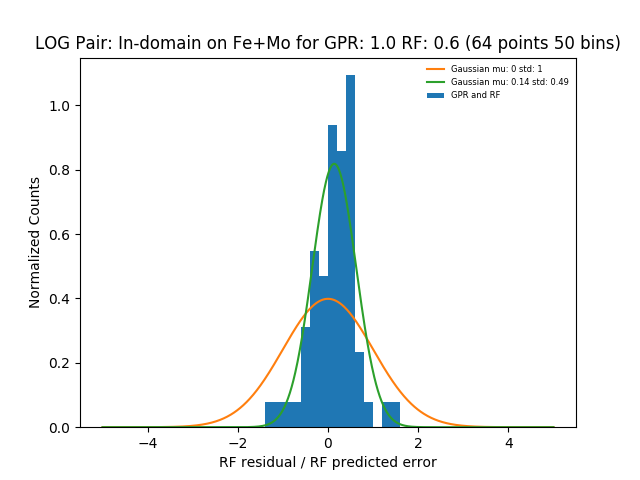 LOG Pair: In-domain on Fe+Mo for GPR: 1.0 RF: 0.6 (64 points 50 bins)
Gaussian mu: 0 std: 1
Gaussian mu: 0.14 std: 0.49
GPR and RF
Normalized Counts
1.0
0.8
0.6
0.4
0.2
0.0
−4
−2
0
2
4
RF residual / RF predicted error